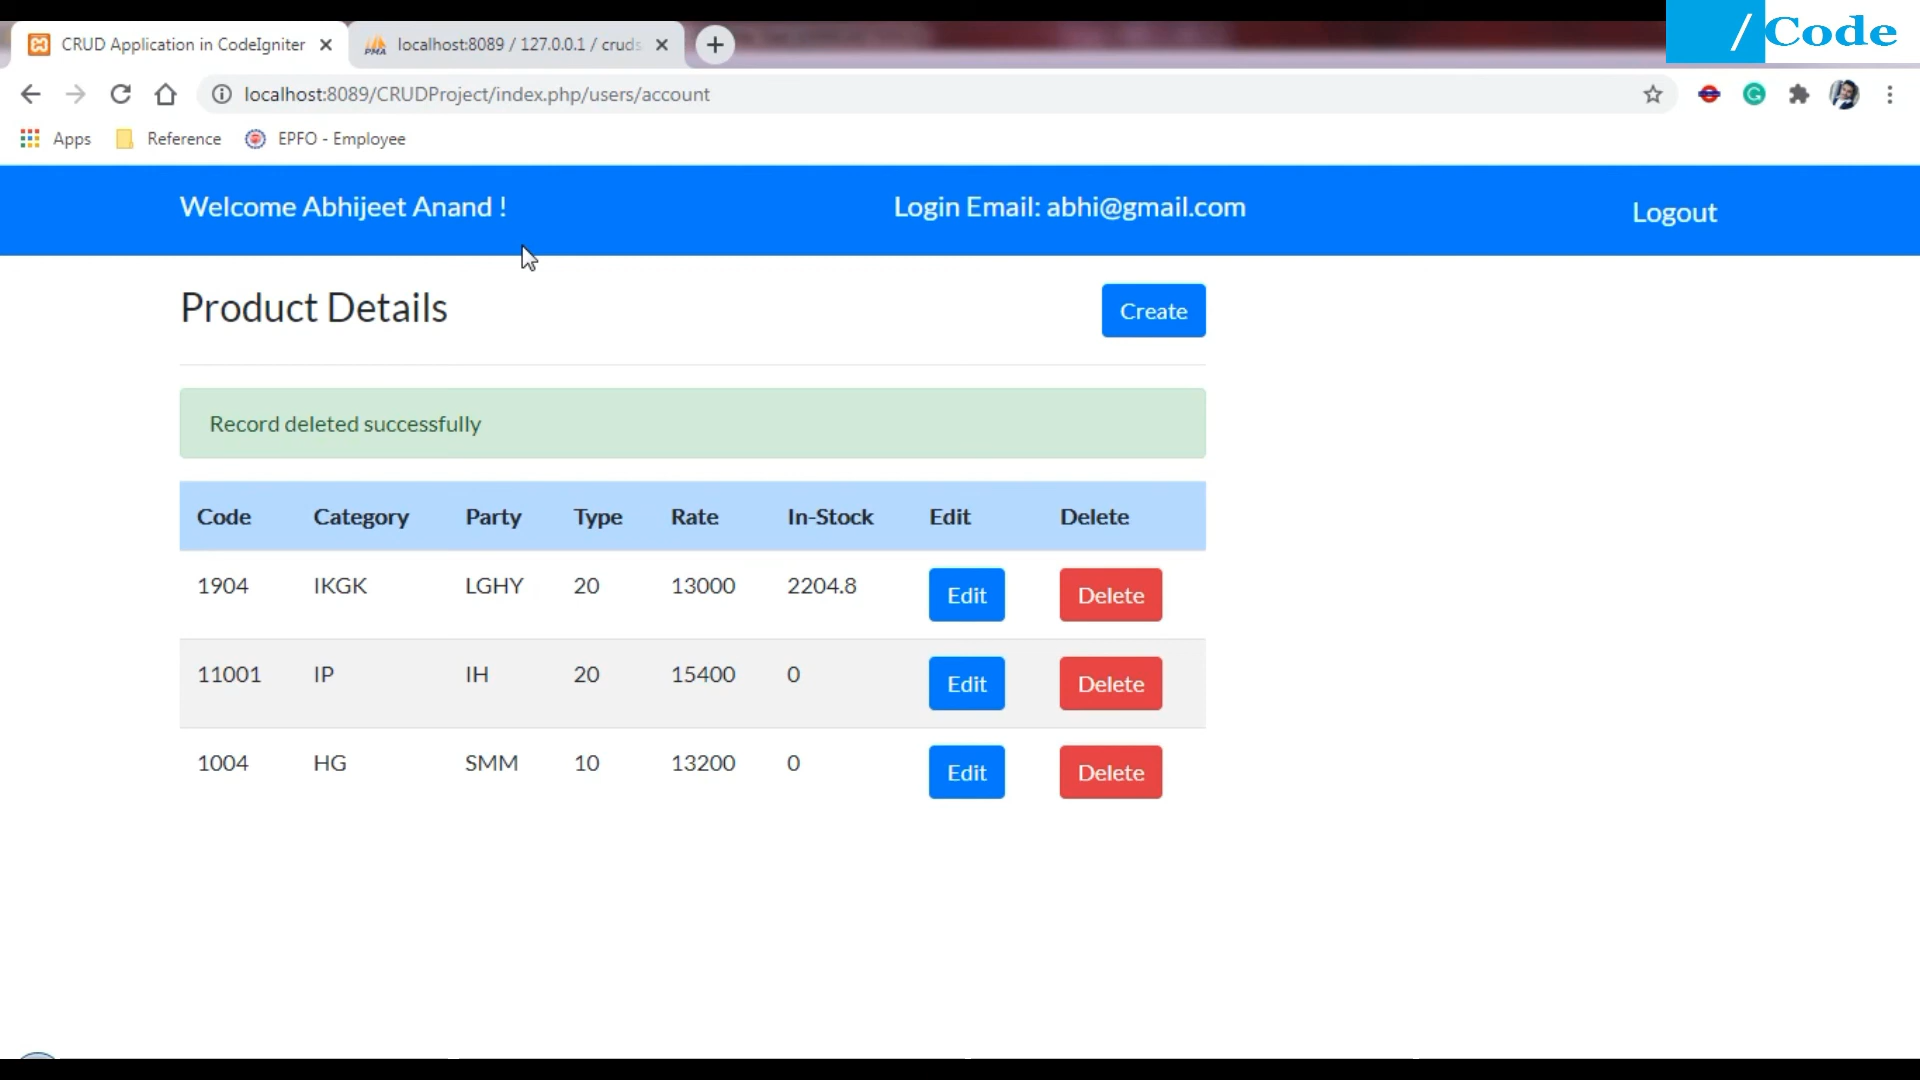 /Code
CRUD Application in CodeIgniter
localhost:8089 / 127.0.0.1 / cruds
localhost:8089/CRUDProject/index.php/users/account
Apps Reference EPFO - Employee
Welcome Abhijeet Anand ! Login Email: abhi@gmail.com Logout
Product Details Create
Record deleted successfully
Code Category Party Type Rate In-Stock Edit Delete
1904 IKGK LGHY 20 13000 2204.8 Edit Delete
11001 IP IH 20 15400 0 Edit Delete
1004 HG SMM 10 13200 0 Edit Delete